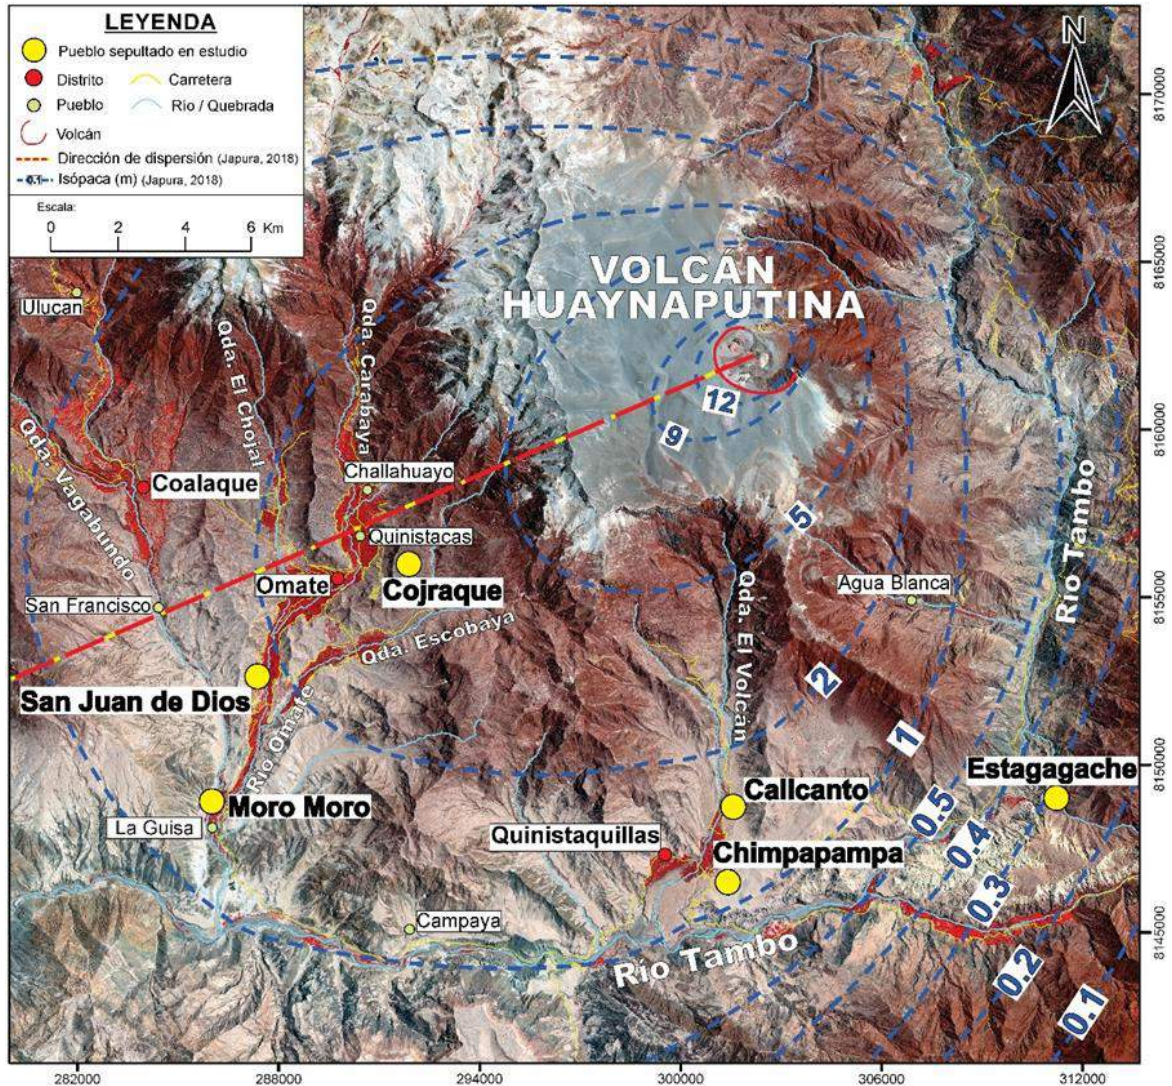 LEYENDA
Pueblo sepultado en estudio
Distrito
Carretera
Pueblo
Río / Quebrada
Volcán
Dirección de dispersión (Japura, 2018)
0.1 Isópaca (m) (Japura, 2018)
Escala:
0 2 4 6 Km
N
8170000
8165000
8160000
8155000
8150000
8145000
VOLCÁN
HUAYNAPUTINA
Ulucan
Qda. El Chojal
Qda. Carabaya
12
9
Qda. Vagabundo
Coalaque
Challahuayo
Quinistacas
5
Río Tambo
Omate
Cojraque
Agua Blanca
San Francisco
Qda. Escobaya
Qda. El Volcán
San Juan de Dios
2
Río Omate
1
Estagagache
Moro Moro
Callcanto
0.5
La Guisa
Quinistaquillas
Chimpapampa
0.4
0.3
Campaya
Río Tambo
0.2
0.1
282000
288000
294000
300000
306000
312000